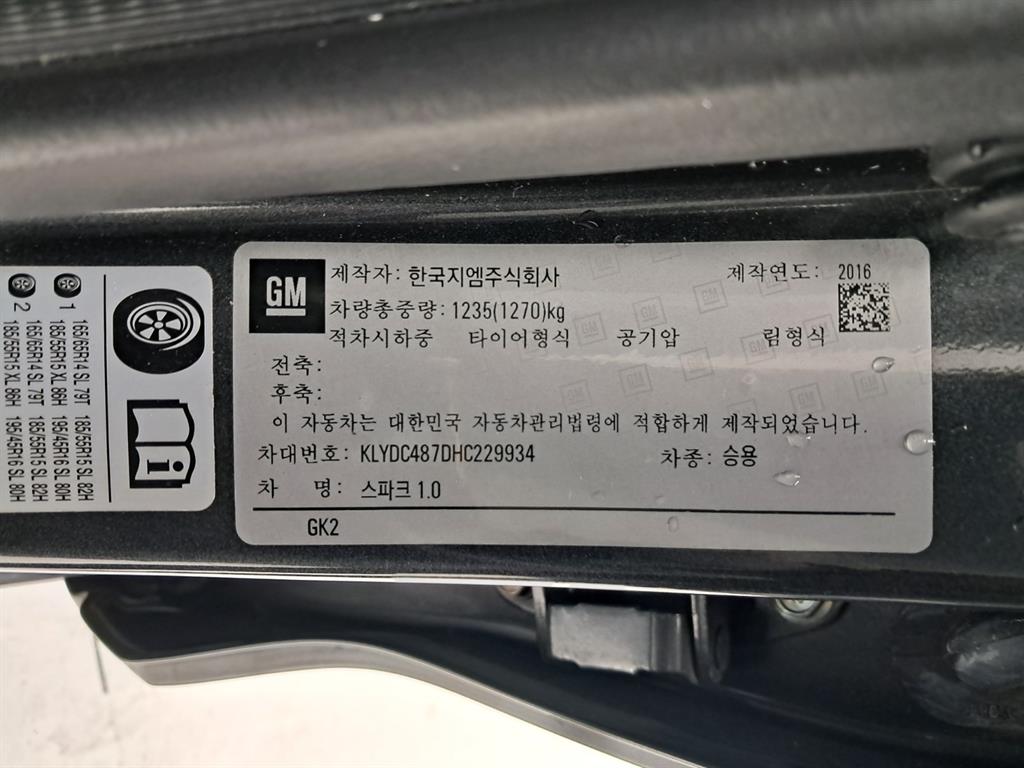 GM
제작자: 한국지엠주식회사 제작연도: 2016
차량총중량: 1235(1270)kg
적차시하중 타이어형식 공기압 림형식
전축:
후축:
이 자동차는 대한민국 자동차관리법령에 적합하게 제작되었습니다.
차대번호: KLYDC487DHC229934 차종: 승용
차 명: 스파크 1.0
GK2
1 165/65R14 SL 79T 185/55R15 SL 82H
185/55R15 XL 86H 195/45R16 SL 80H
2 165/65R14 SL 79T 185/55R15 SL 82H
185/55R15 XL 86H 195/45R16 SL 80H